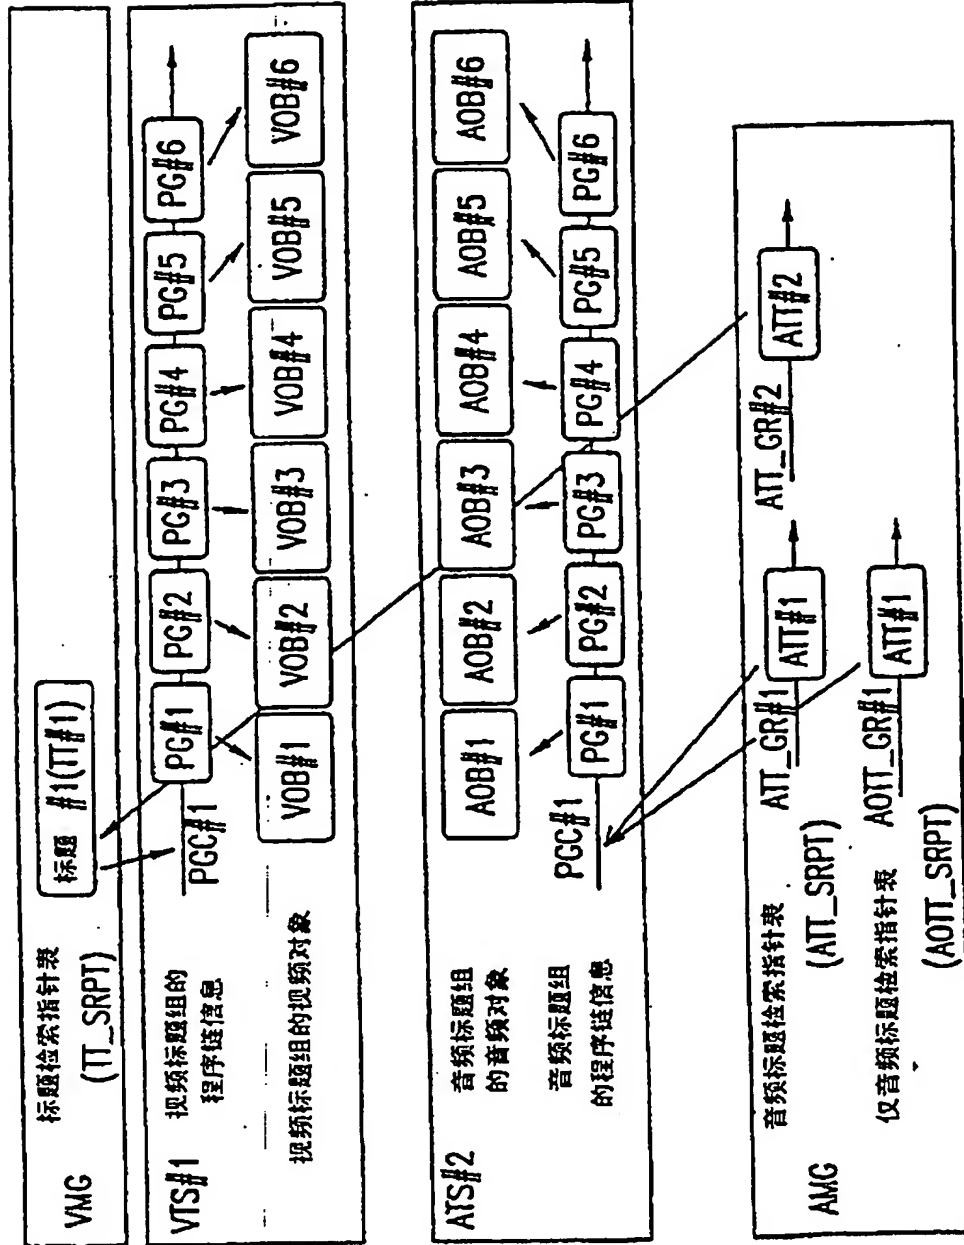 VMG
标题检索指针表
(TT_SRPT)
标题 #1(TT#1)
VTS#1
视频标题组的
程序链信息
PGC#1
PG#1
PG#2
PG#3
PG#4
PG#5
PG#6
视频标题组的视频对象
VOB#1
VOB#2
VOB#3
VOB#4
VOB#5
VOB#6
ATS#2
音频标题组
的音频对象
AOB#1
AOB#2
AOB#3
AOB#4
AOB#5
AOB#6
音频标题组
的程序链信息
PGC#1
PG#1
PG#2
PG#3
PG#4
PG#5
PG#6
AMG
音频标题检索指针表
(ATT_SRPT)
ATT_GR#1
ATT#1
ATT_GR#2
ATT#2
仅音频标题检索指针表
(AOTT_SRPT)
AOTT_GR#1
ATT#1